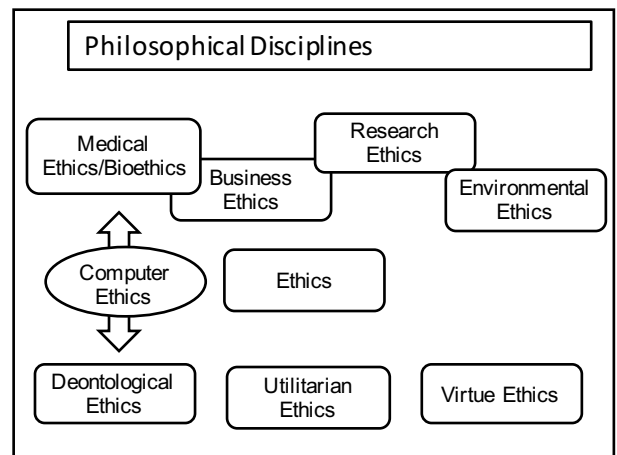 Philosophical Disciplines
Medical
Ethics/Bioethics
Business
Ethics
Research
Ethics
Environmental
Ethics
Computer
Ethics
Ethics
Deontological
Ethics
Utilitarian
Ethics
Virtue Ethics